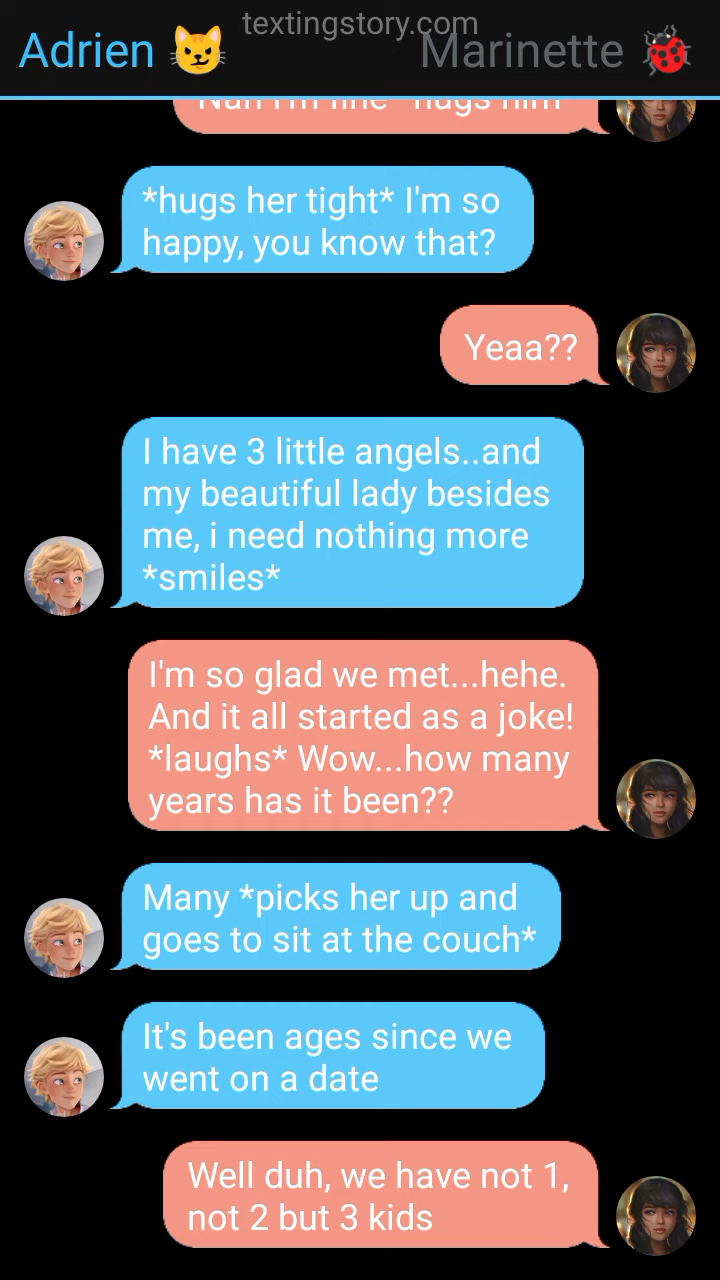 textingstory.com
Adrien 😼 Marinette 🐞
Nah I'm fine *hugs him*
*hugs her tight* I'm so
happy, you know that?
Yeaa??
I have 3 little angels..and
my beautiful lady besides
me, i need nothing more
*smiles*
I'm so glad we met...hehe.
And it all started as a joke!
*laughs* Wow...how many
years has it been??
Many *picks her up and
goes to sit at the couch*
It's been ages since we
went on a date
Well duh, we have not 1,
not 2 but 3 kids